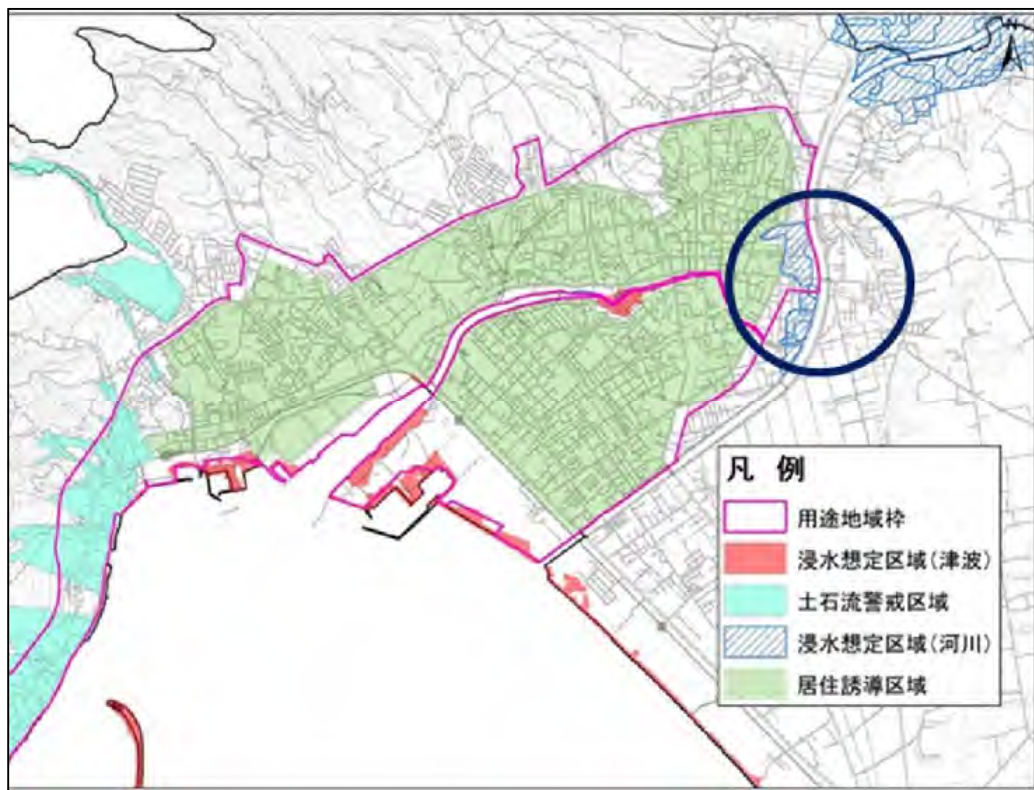 凡 例
用途地域枠
浸水想定区域(津波)
土石流警戒区域
浸水想定区域(河川)
居住誘導区域